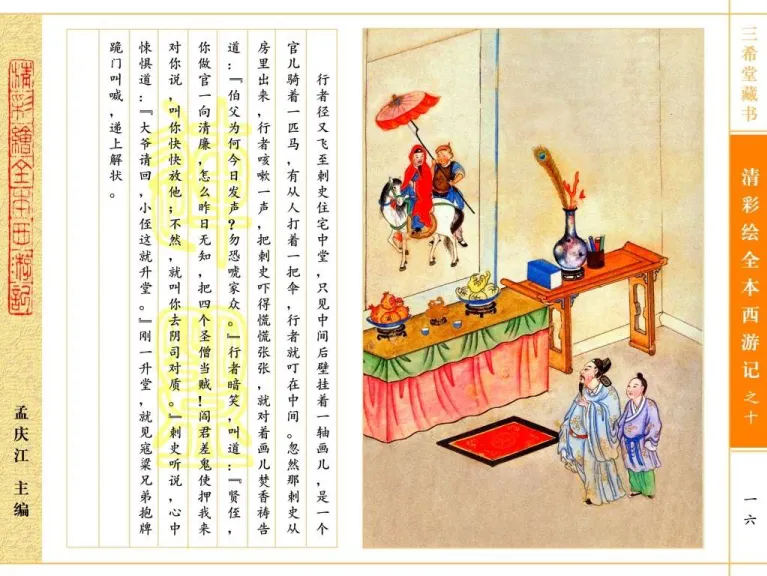 三希堂藏书
清彩绘全本西游记之十
一六
行者径又飞至刺史住宅中堂，只见中间后壁挂着一轴画儿，是一个
官儿骑着一匹马，有从人打着一把伞，行者就叮在中间。忽然那刺史从
房里出来，行者咳嗽一声，把刺史吓得慌慌张张，就对着画儿焚香祷告
道：『伯父为何今日发声？勿恐唬家众。』行者暗笑，叫道：『贤侄，
你做官一向清廉，怎么昨日无知，把四个圣僧当贼！阎君差鬼使押我来
对你说，叫你快快放他；不然，就叫你去阴司对质。』刺史听说，心中
悚惧道：『大爷请回，小侄这就升堂。』刚一升堂，就见寇梁兄弟抱牌
跪门叫喊，递上解状。
彩繪全本西游記
孟庆江 主编